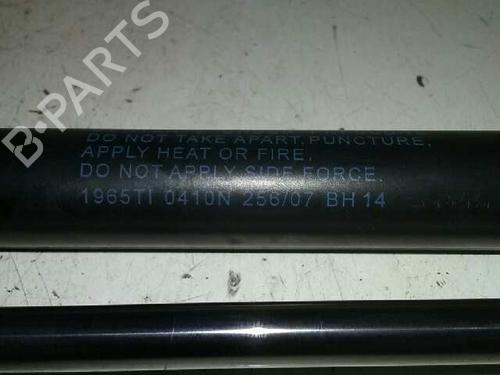 B-PARTS
DO NOT TAKE APART, PUNCTURE,
APPLY HEAT OR FIRE,
DO NOT APPLY SIDE FORCE.
1965TI 0410N 256/07 BH 14